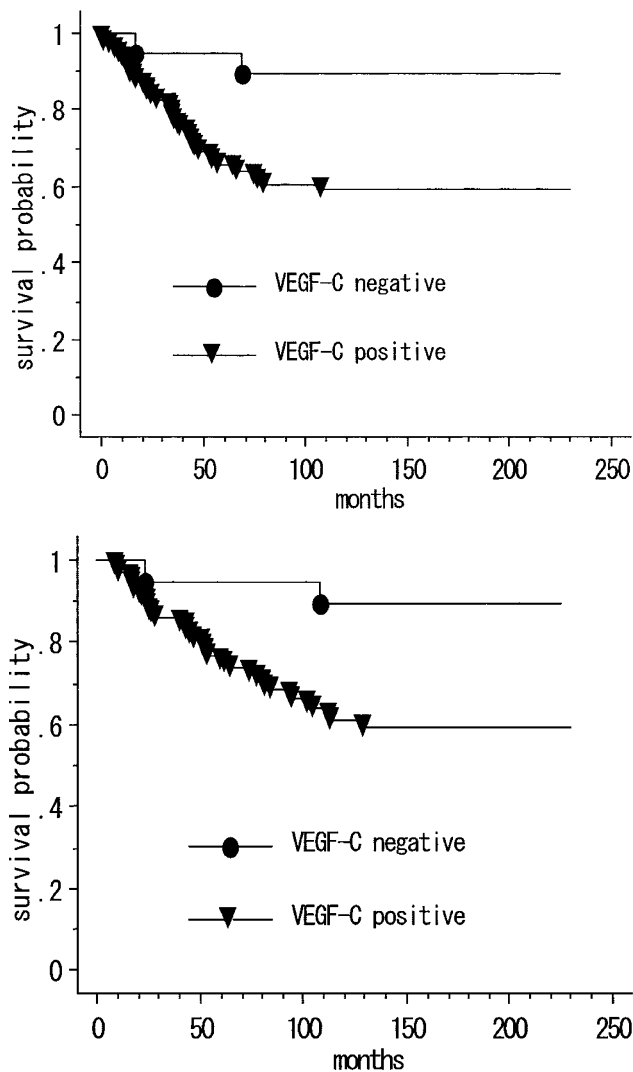 survival probability
1
.8
.6
.4
.2
0
VEGF-C negative
VEGF-C positive
0 50 100 150 200 250
months
survival probability
1
.8
.6
.4
.2
0
VEGF-C negative
VEGF-C positive
0 50 100 150 200 250
months